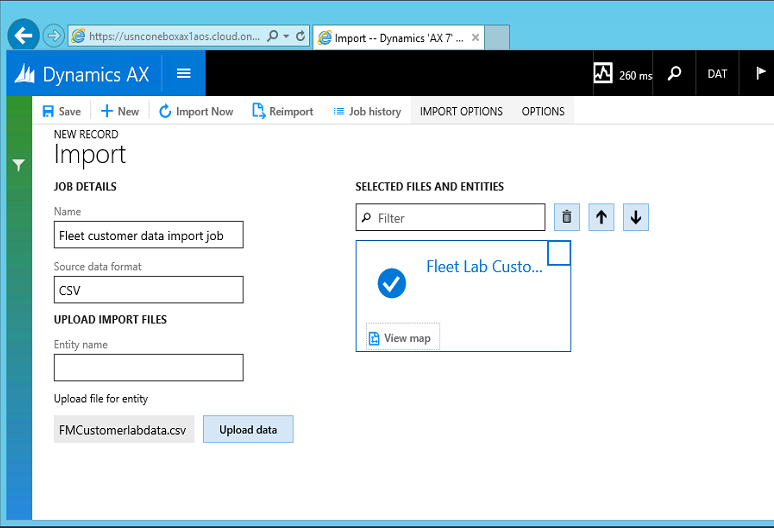 https://usnconeboxax1aos.cloud.on...
Import -- Dynamics 'AX 7' ...
Dynamics AX
260 ms
DAT
Save
New
Import Now
Reimport
Job history
IMPORT OPTIONS
OPTIONS
NEW RECORD
Import
JOB DETAILS
Name
Fleet customer data import job
Source data format
CSV
UPLOAD IMPORT FILES
Entity name
Upload file for entity
FMCustomerlabdata.csv
Upload data
SELECTED FILES AND ENTITIES
Filter
Fleet Lab Custo...
View map